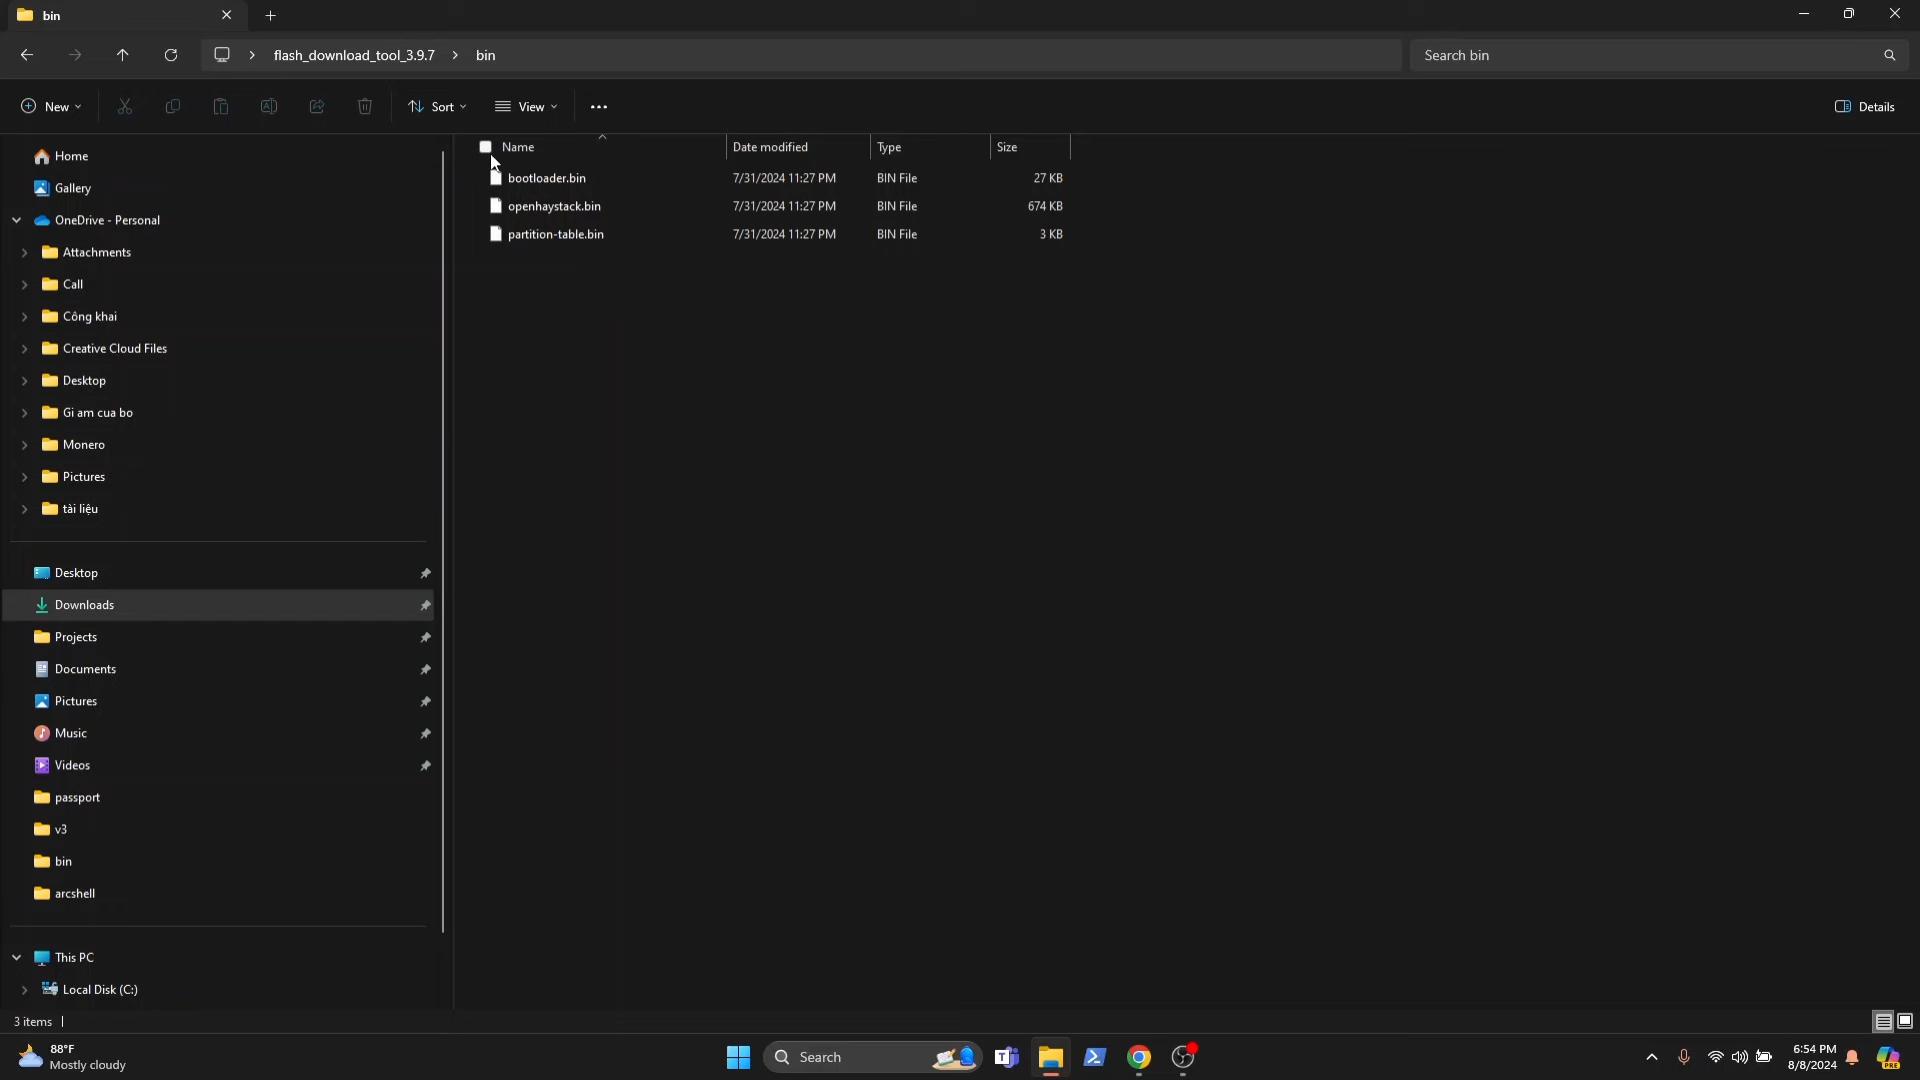 bin
flash_download_tool_3.9.7 > bin
Search bin
New
Sort
View
Details
Name Date modified Type Size
bootloader.bin 7/31/2024 11:27 PM BIN File 27 KB
openhaystack.bin 7/31/2024 11:27 PM BIN File 674 KB
partition-table.bin 7/31/2024 11:27 PM BIN File 3 KB
Home
Gallery
OneDrive - Personal
Attachments
Call
Công khai
Creative Cloud Files
Desktop
Gi am cua bo
Monero
Pictures
tài liệu
Desktop
Downloads
Projects
Documents
Pictures
Music
Videos
passport
v3
bin
arcshell
This PC
Local Disk (C:)
3 items
88°F
Mostly cloudy
Search
6:54 PM
8/8/2024
PRE